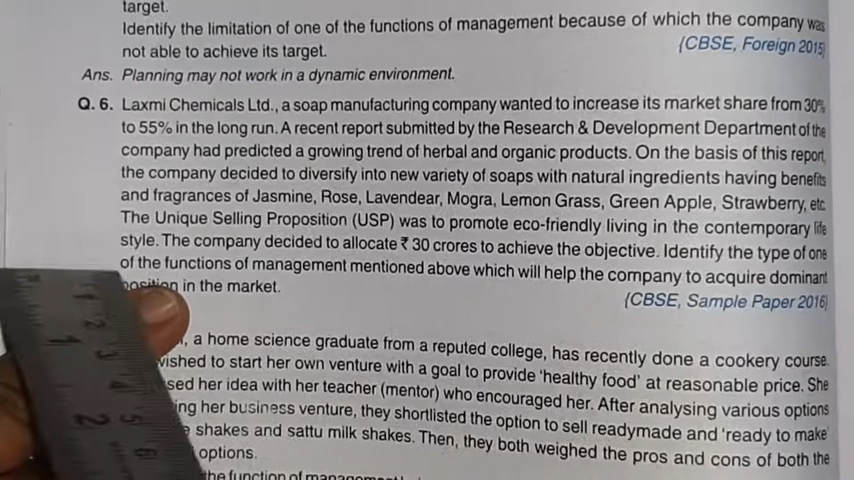 target.
Identify the limitation of one of the functions of management because of which the company was
not able to achieve its target. {CBSE, Foreign 2015}
Ans. Planning may not work in a dynamic environment.
Q. 6. Laxmi Chemicals Ltd., a soap manufacturing company wanted to increase its market share from 30%
to 55% in the long run. A recent report submitted by the Research & Development Department of the
company had predicted a growing trend of herbal and organic products. On the basis of this report,
the company decided to diversify into new variety of soaps with natural ingredients having benefits
and fragrances of Jasmine, Rose, Lavendear, Mogra, Lemon Grass, Green Apple, Strawberry, etc.
The Unique Selling Proposition (USP) was to promote eco-friendly living in the contemporary life
style. The company decided to allocate ₹ 30 crores to achieve the objective. Identify the type of one
of the functions of management mentioned above which will help the company to acquire dominant
position in the market. {CBSE, Sample Paper 2016}
, a home science graduate from a reputed college, has recently done a cookery course.
wished to start her own venture with a goal to provide 'healthy food' at reasonable price. She
sed her idea with her teacher (mentor) who encouraged her. After analysing various options
ing her business venture, they shortlisted the option to sell readymade and 'ready to make'
shakes and sattu milk shakes. Then, they both weighed the pros and cons of both the
options.
the function of management
1 2 3 4 5 6
1 2